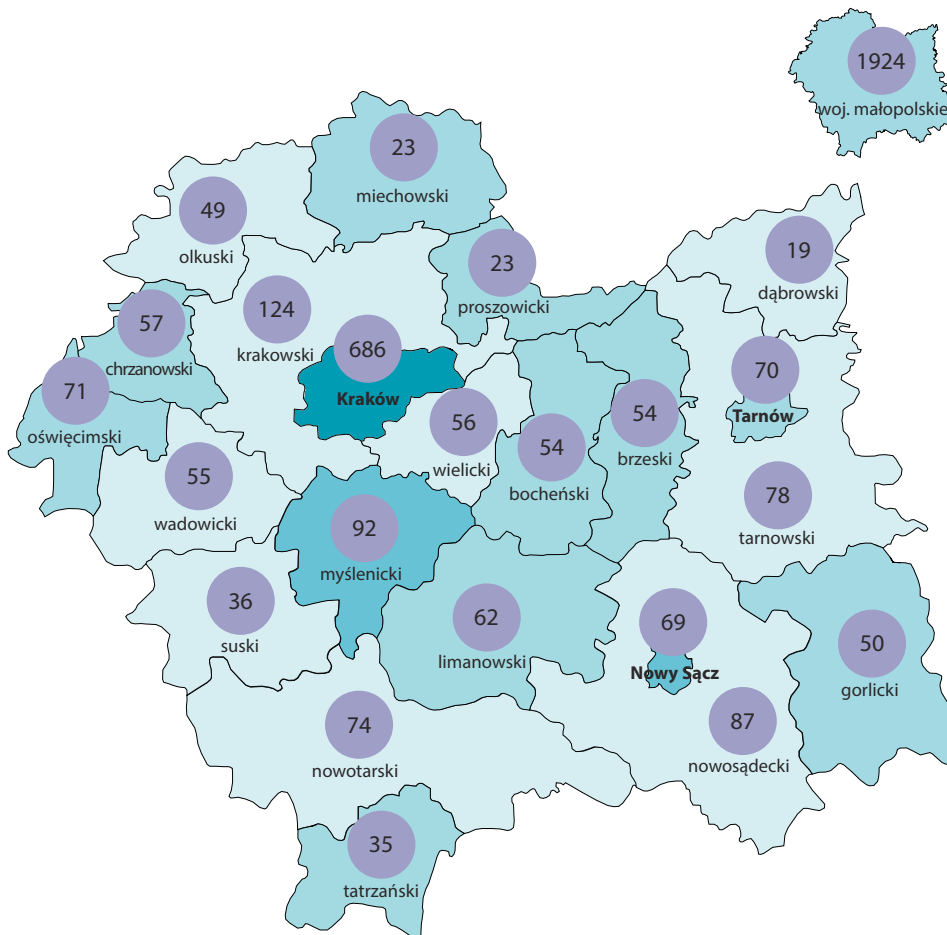 1924
woj. małopolskie
23
miechowski
49
olkuski
19
dąbrowski
23
proszowicki
124
krakowski
57
chrzanowski
686
Kraków
70
Tarnów
71
oświęcimski
56
wielicki
54
bocheński
54
brzeski
55
wadowicki
78
tarnowski
92
myślenicki
36
suski
62
limanowski
69
Nowy Sącz
50
gorlicki
74
nowotarski
87
nowosądecki
35
tatrzański